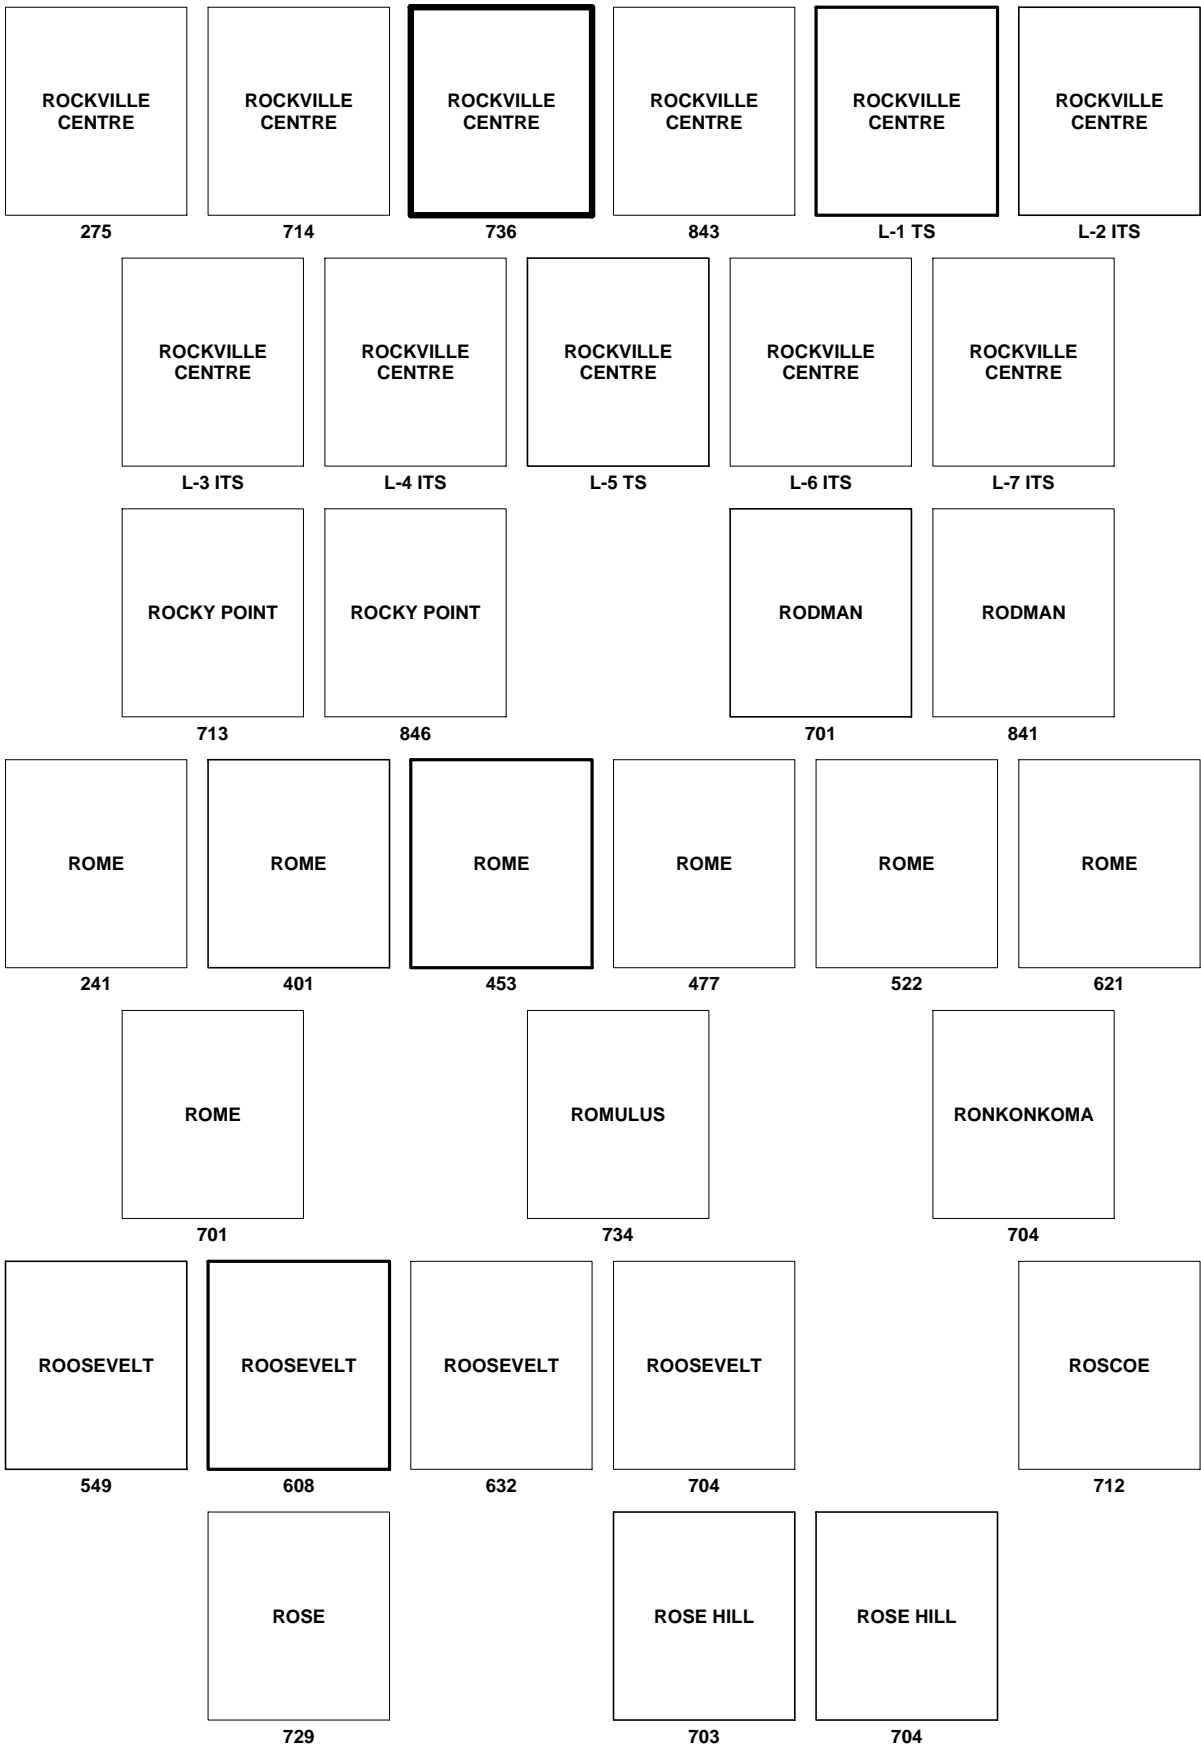 ROCKVILLE
CENTRE
ROCKVILLE
CENTRE
ROCKVILLE
CENTRE
ROCKVILLE
CENTRE
ROCKVILLE
CENTRE
ROCKVILLE
CENTRE
275 714 736 843 L-1 TS L-2 ITS
ROCKVILLE
CENTRE
ROCKVILLE
CENTRE
ROCKVILLE
CENTRE
ROCKVILLE
CENTRE
ROCKVILLE
CENTRE
L-3 ITS L-4 ITS L-5 TS L-6 ITS L-7 ITS
ROCKY POINT ROCKY POINT RODMAN RODMAN
713 846 701 841
ROME ROME ROME ROME ROME ROME
241 401 453 477 522 621
ROME ROMULUS RONKONKOMA
701 734 704
ROOSEVELT ROOSEVELT ROOSEVELT ROOSEVELT ROSCOE
549 608 632 704 712
ROSE ROSE HILL ROSE HILL
729 703 704